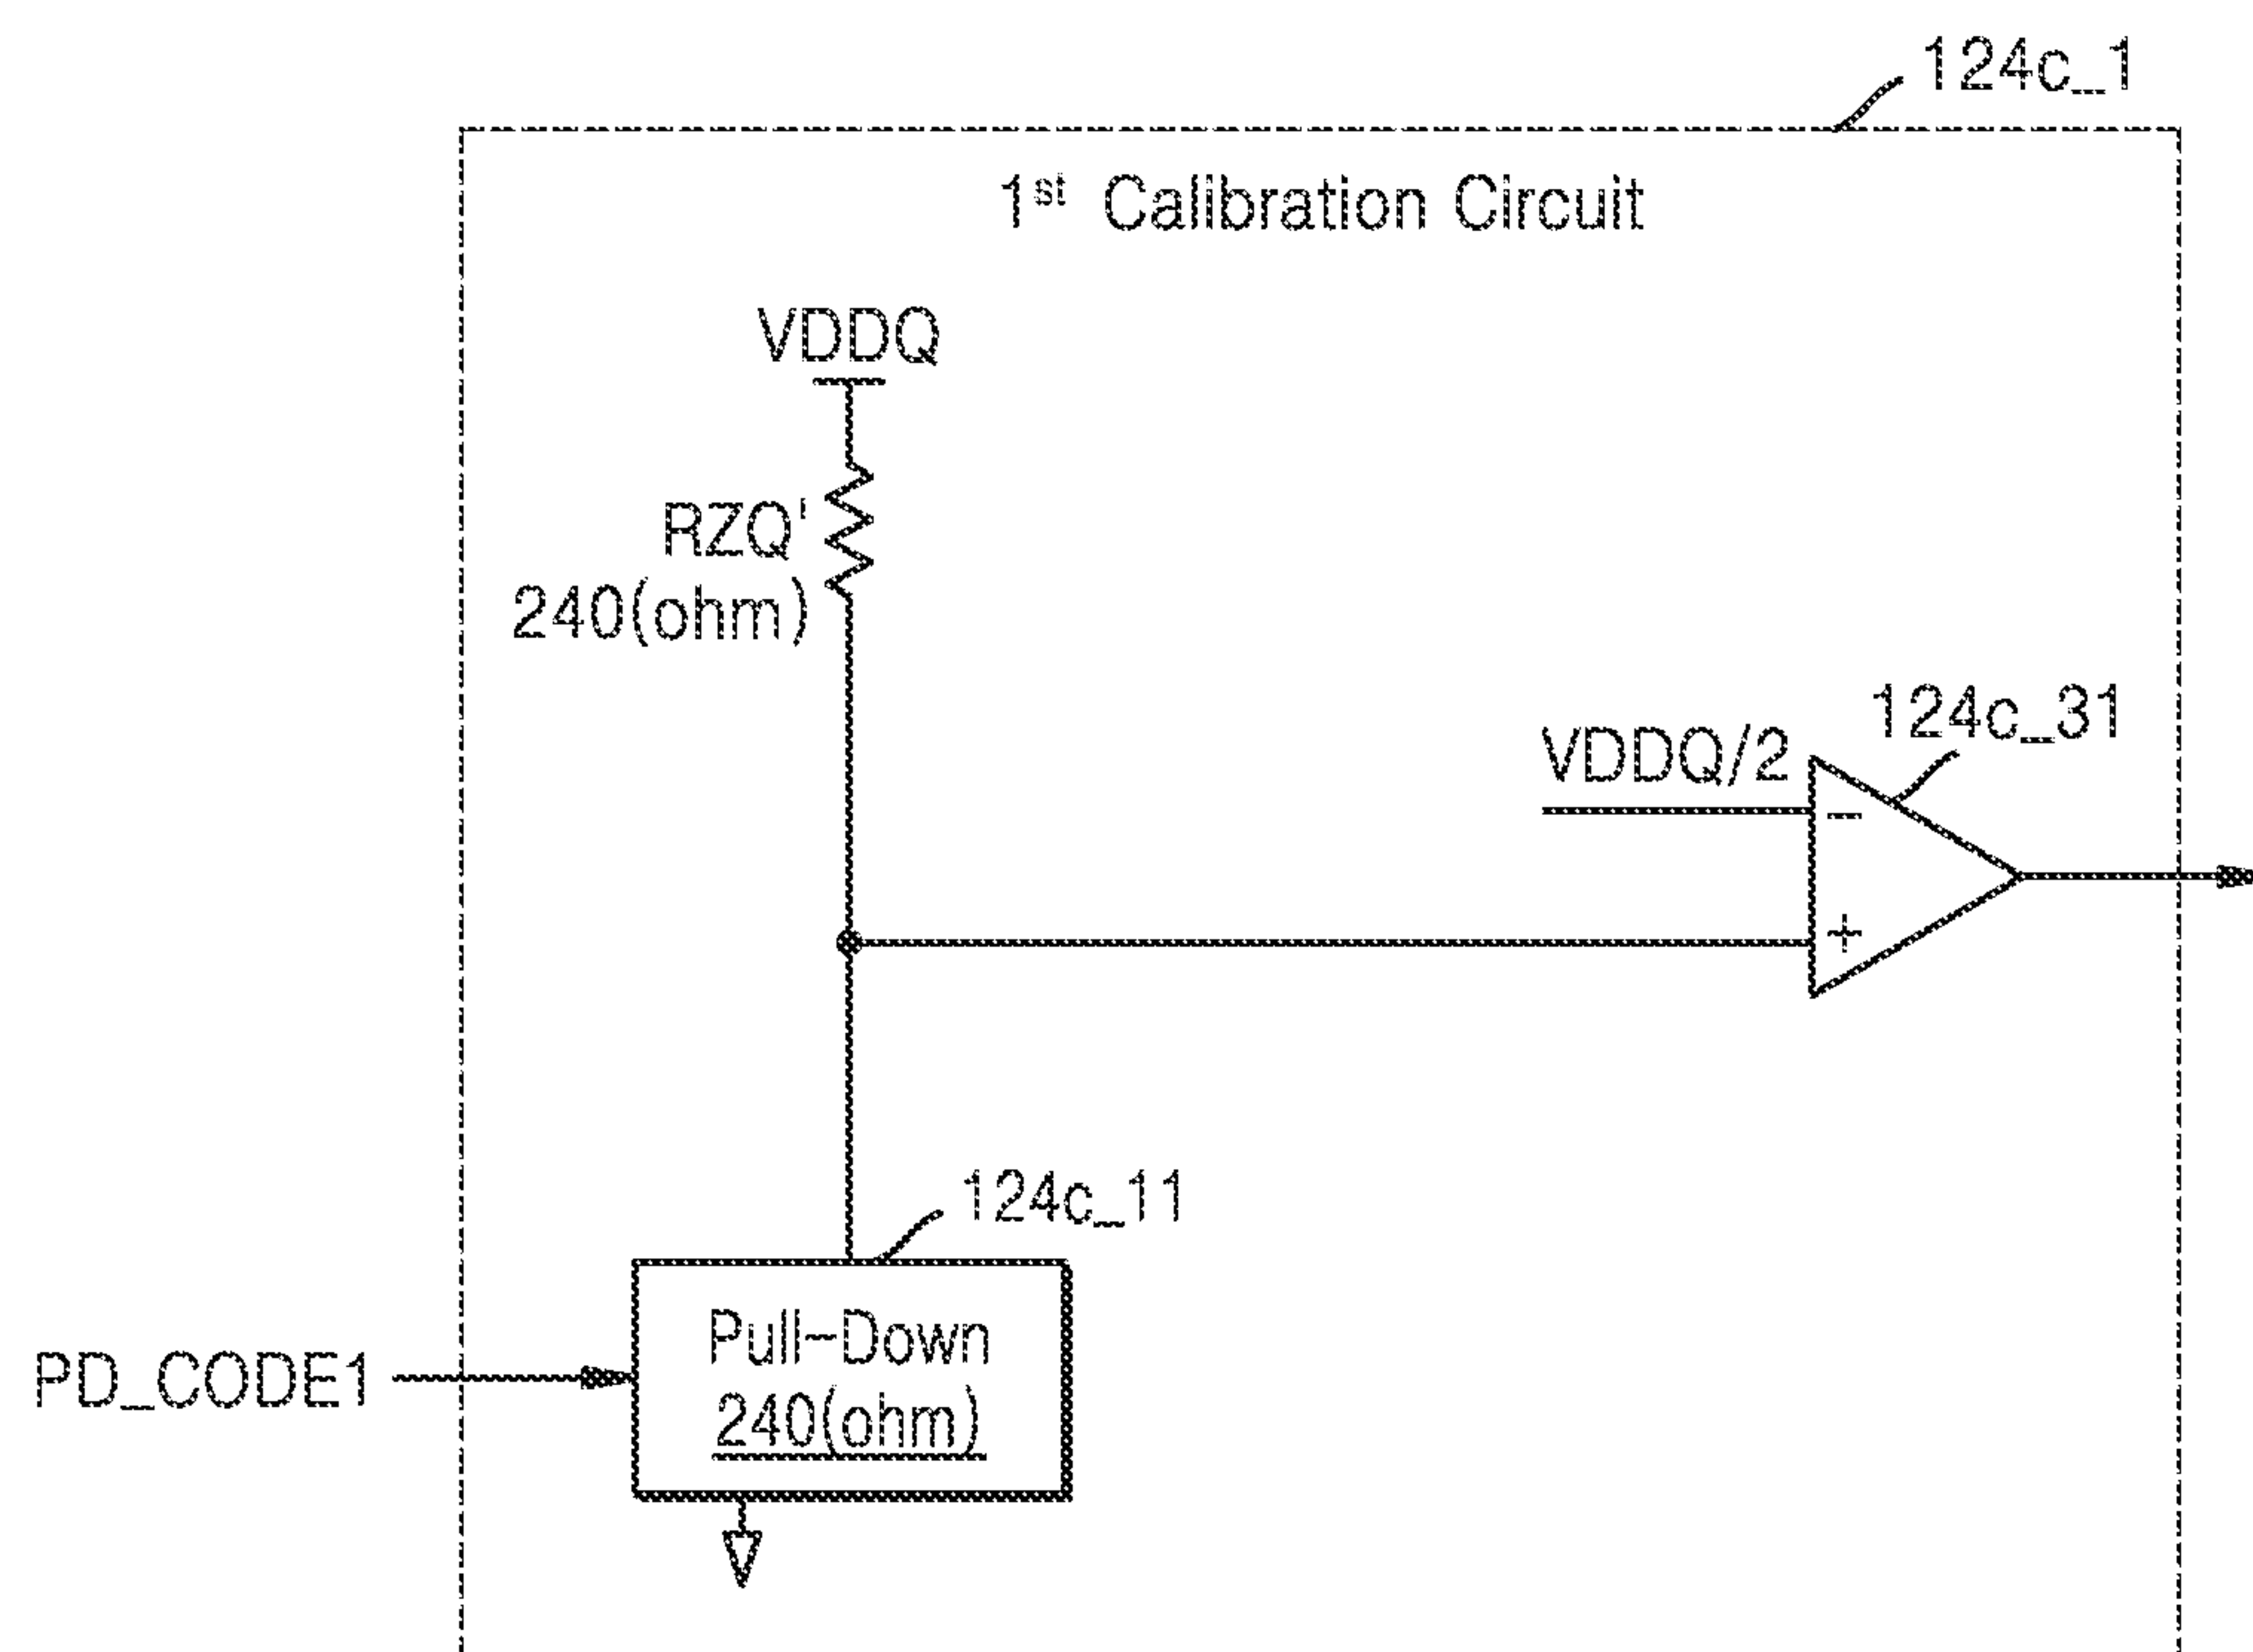 124c_1
1st Calibration Circuit
VDDQ
RZQ'
240(ohm)
VDDQ/2
124c_31
−
+
124c_11
Pull-Down
240(ohm)
PD_CODE1